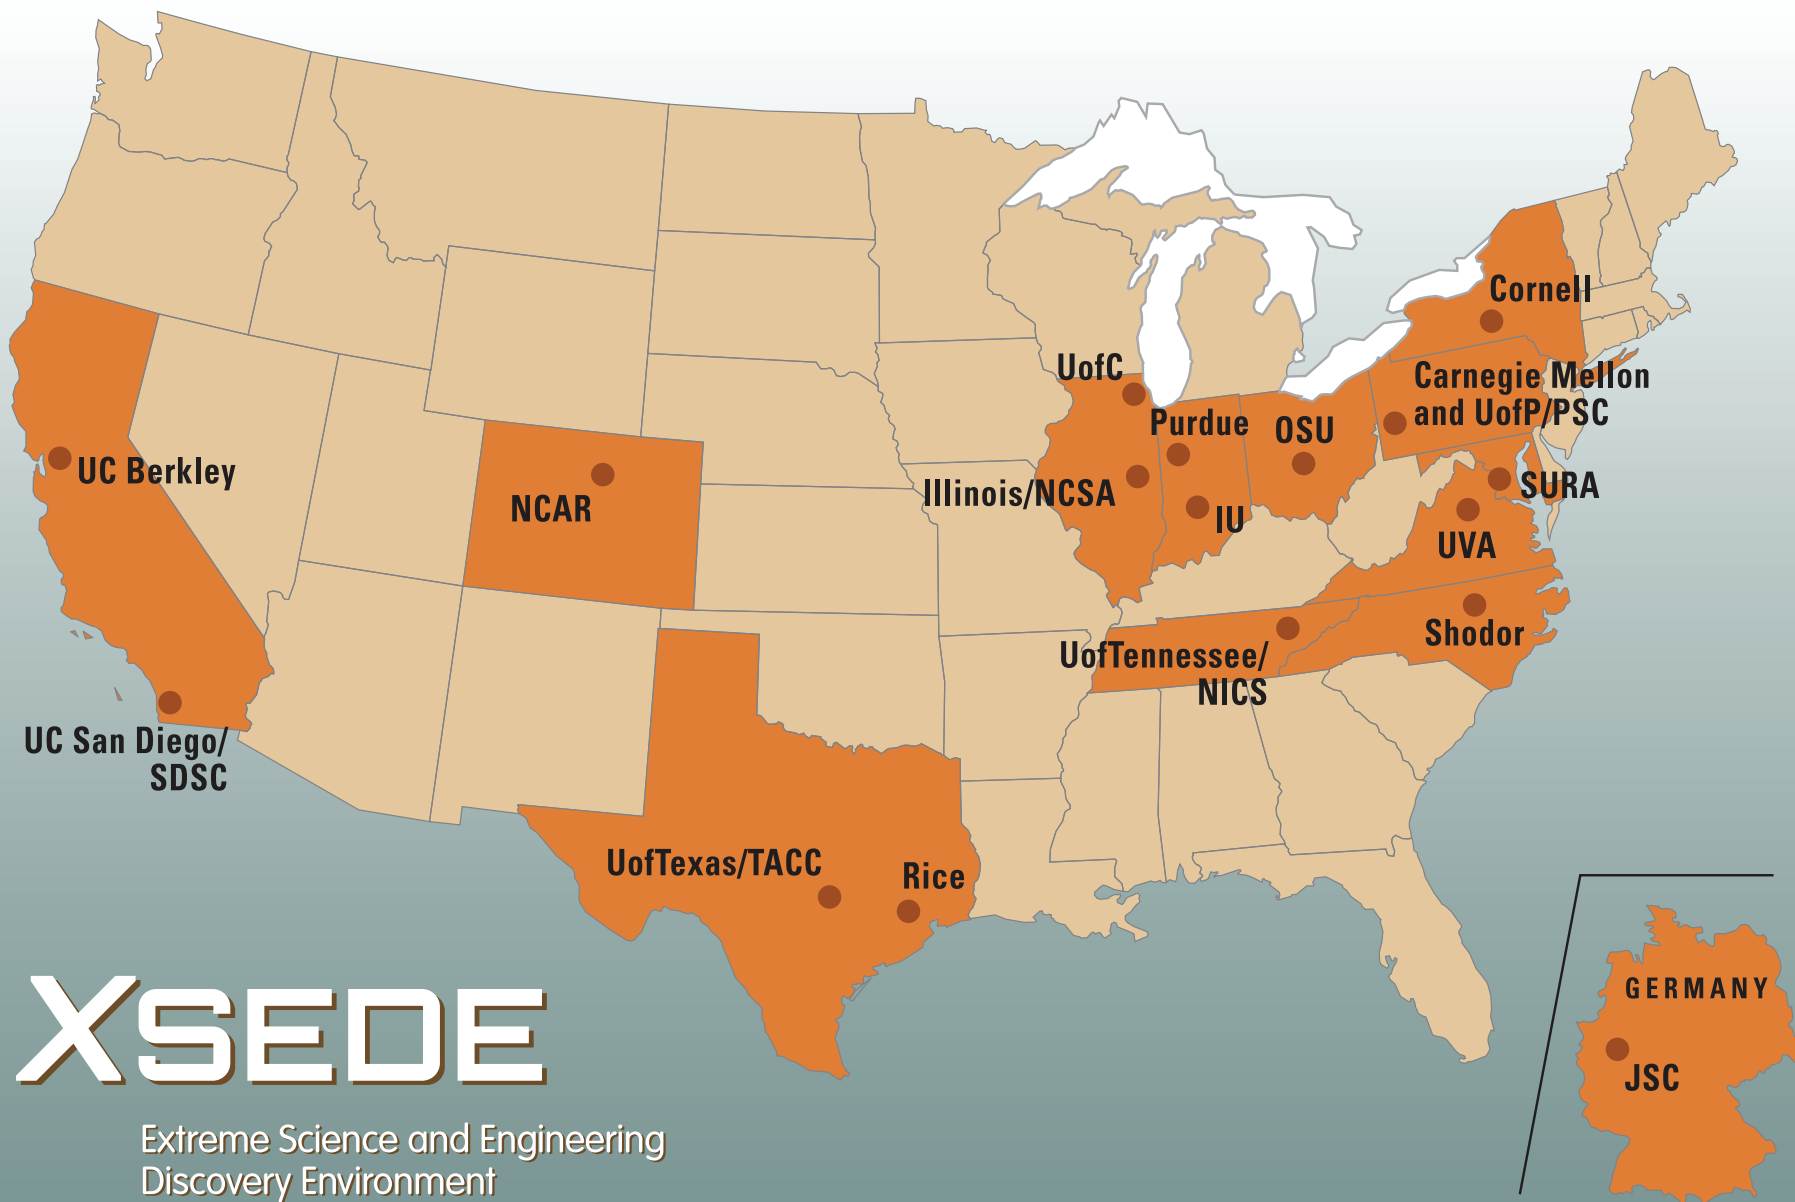 Cornell
UofC
Carnegie Mellon
and UofP/PSC
Purdue
OSU
UC Berkley
NCAR
Illinois/NCSA
SURA
IU
UVA
Shodor
UofTennessee/
NICS
UC San Diego/
SDSC
UofTexas/TACC
Rice
GERMANY
JSC
XSEDE
Extreme Science and Engineering
Discovery Environment